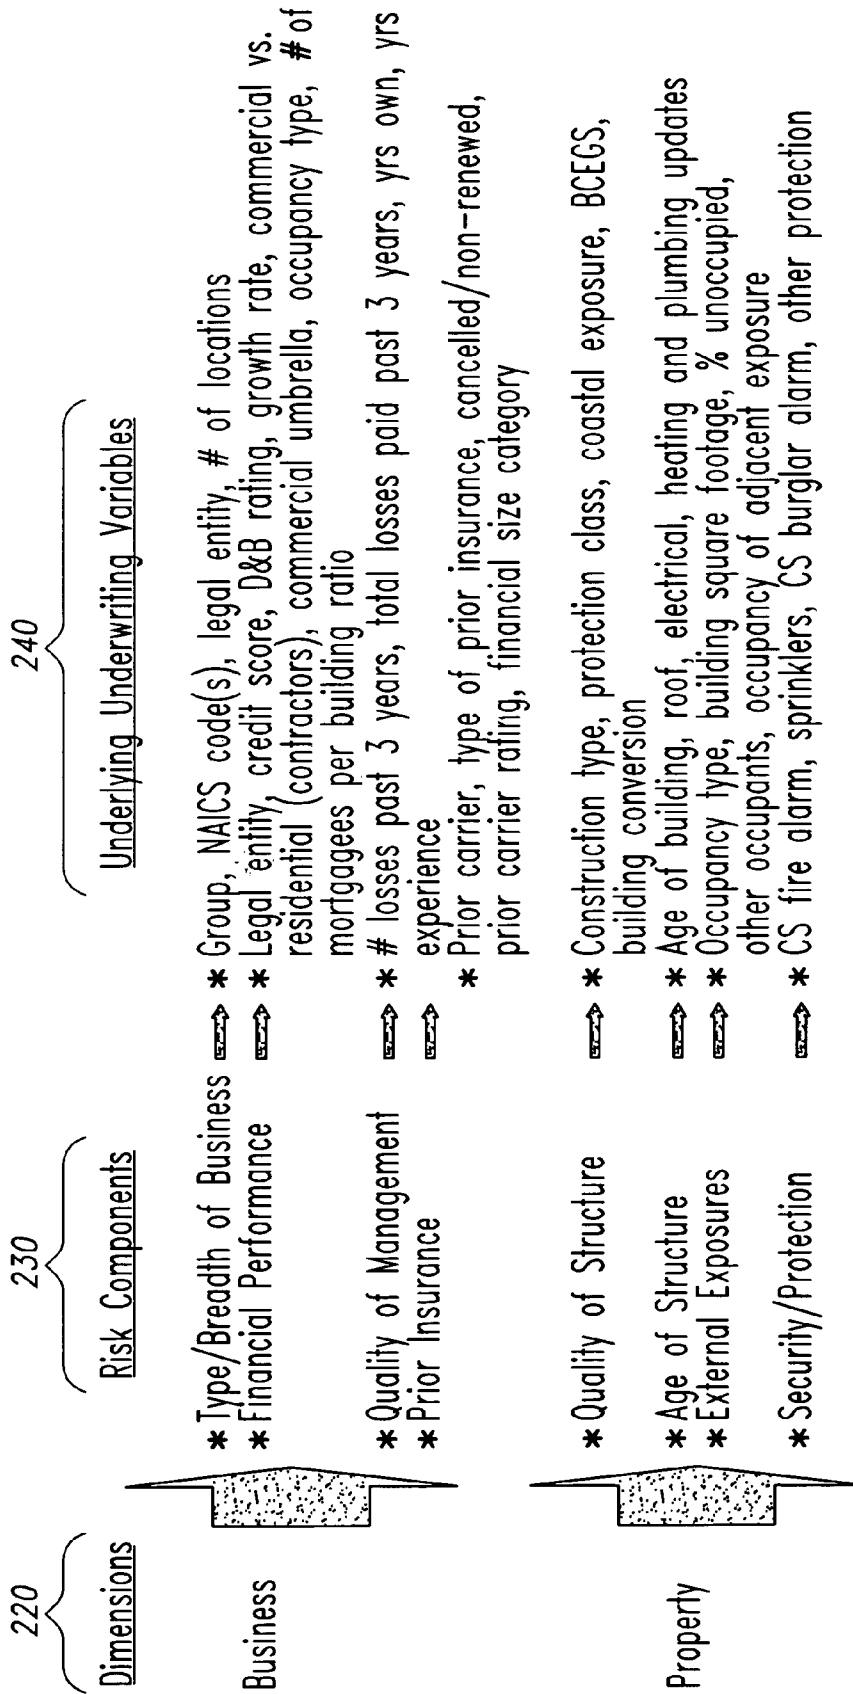 220
Dimensions
Business
Property
230
Risk Components
* Type/Breadth of Business
* Financial Performance
* Quality of Management
* Prior Insurance
* Quality of Structure
* Age of Structure
* External Exposures
* Security/Protection
240
Underlying Underwriting Variables
* Group, NAICS code(s), legal entity, # of locations
* Legal entity, credit score, D&B rating, growth rate, commercial vs.
residential (contractors), commercial umbrella, occupancy type, # of
mortgagees per building ratio
* # losses past 3 years, total losses paid past 3 years, yrs own, yrs
experience
* Prior carrier, type of prior insurance, cancelled/non-renewed,
prior carrier rating, financial size category
* Construction type, protection class, coastal exposure, BCEGS,
building conversion
* Age of building, roof, electrical, heating and plumbing updates
* Occupancy type, building square footage, % unoccupied,
other occupants, occupancy of adjacent exposure
* CS fire alarm, sprinklers, CS burglar alarm, other protection